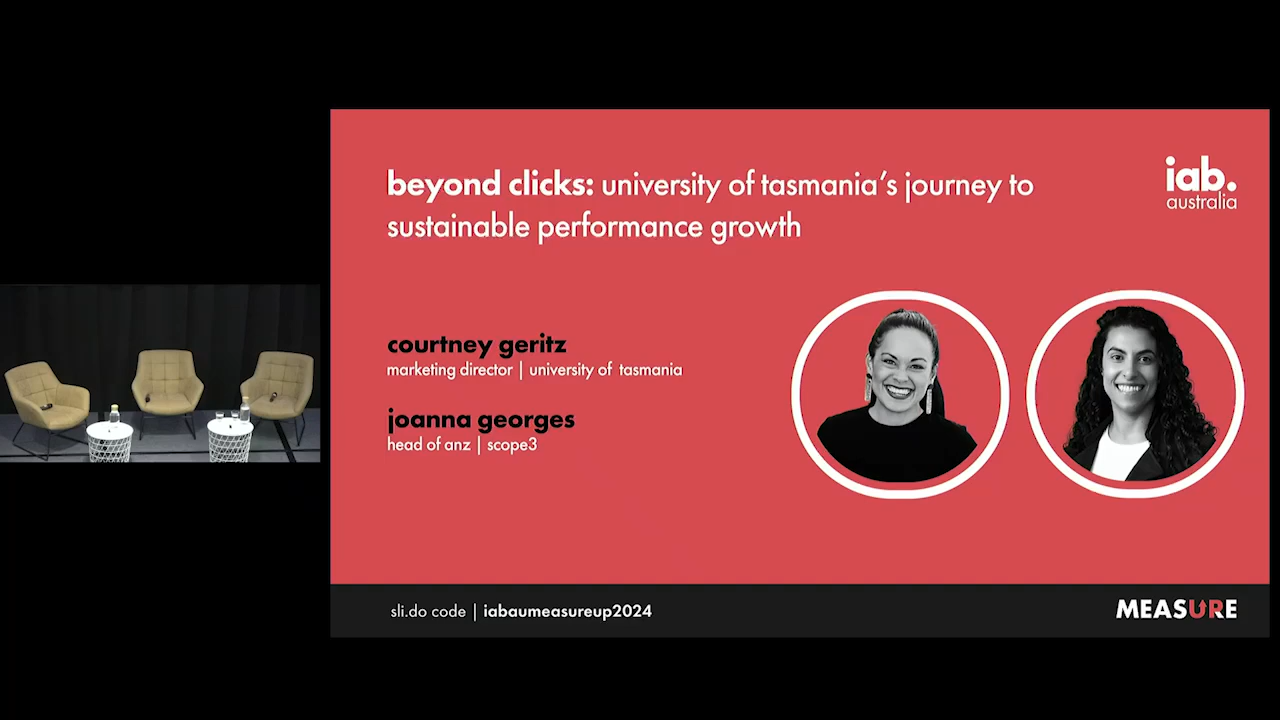 beyond clicks: university of tasmania's journey to
sustainable performance growth
iab.
australia
courtney geritz
marketing director | university of tasmania
joanna georges
head of anz | scope3
sli.do code | iabaumeasureup2024
MEASURE